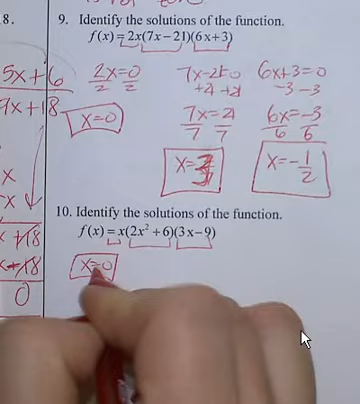 8.
9. Identify the solutions of the function.
f(x) = 2x(7x−21)(6x+3)
5x+6
9x+18
x
-x
x+18
0
2x=0
2 2
x=0
7x-21=0
+21 +21
7x=21
7 7
x=3
6x+3=0
-3 -3
6x=-3
6 6
x=-1/2
10. Identify the solutions of the function.
f(x) = x(2x²+6)(3x−9)
x=0